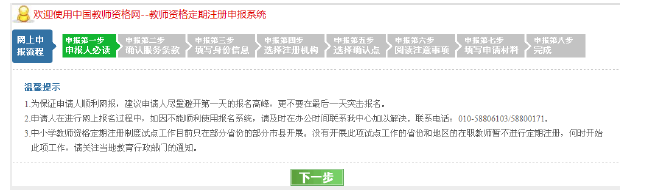 欢迎使用中国教师资格网--教师资格定期注册申报系统
网上申
报流程
申报第一步
申报人必读
申报第二步
确认服务条款
申报第三步
填写身份信息
申报第四步
选择注册机构
申报第五步
选择确认点
申报第六步
阅读注意事项
申报第七步
填写申请材料
申报第八步
完成
温馨提示
1.为保证申请人顺利网报，建议申请人尽量避开第一天的报名高峰，更不要在最后一天突击报名。
2.申请人在进行网上报名过程中，如因不能顺利使用报名系统，请及时在办公时间联系我中心加以解决，联系电话：010-58806103/58800171。
3.中小学教师资格定期注册制度试点工作目前只在部分省份的部分市县开展。没有开展此项试点工作的省份和地区的在职教师暂不进行定期注册，何时开始
此项工作，请关注当地教育行政部门的通知。
下一步